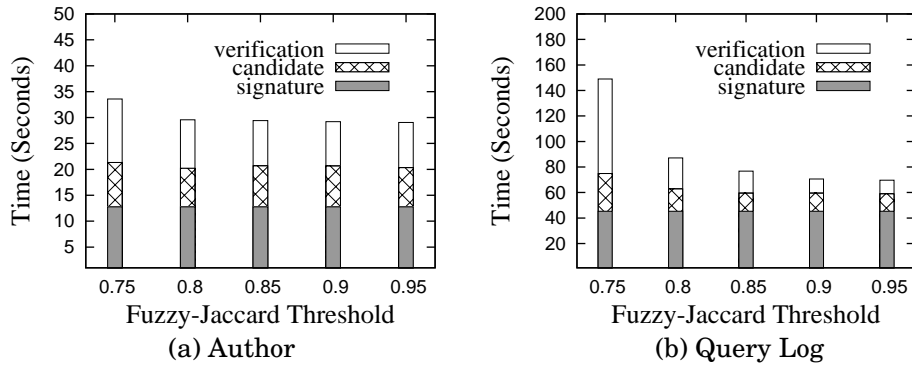 50
45
40
35
30
25
20
15
10
5
Time (Seconds)
verification
candidate
signature
0.75 0.8 0.85 0.9 0.95
Fuzzy-Jaccard Threshold
(a) Author
200
180
160
140
120
100
80
60
40
20
Time (Seconds)
verification
candidate
signature
0.75 0.8 0.85 0.9 0.95
Fuzzy-Jaccard Threshold
(b) Query Log